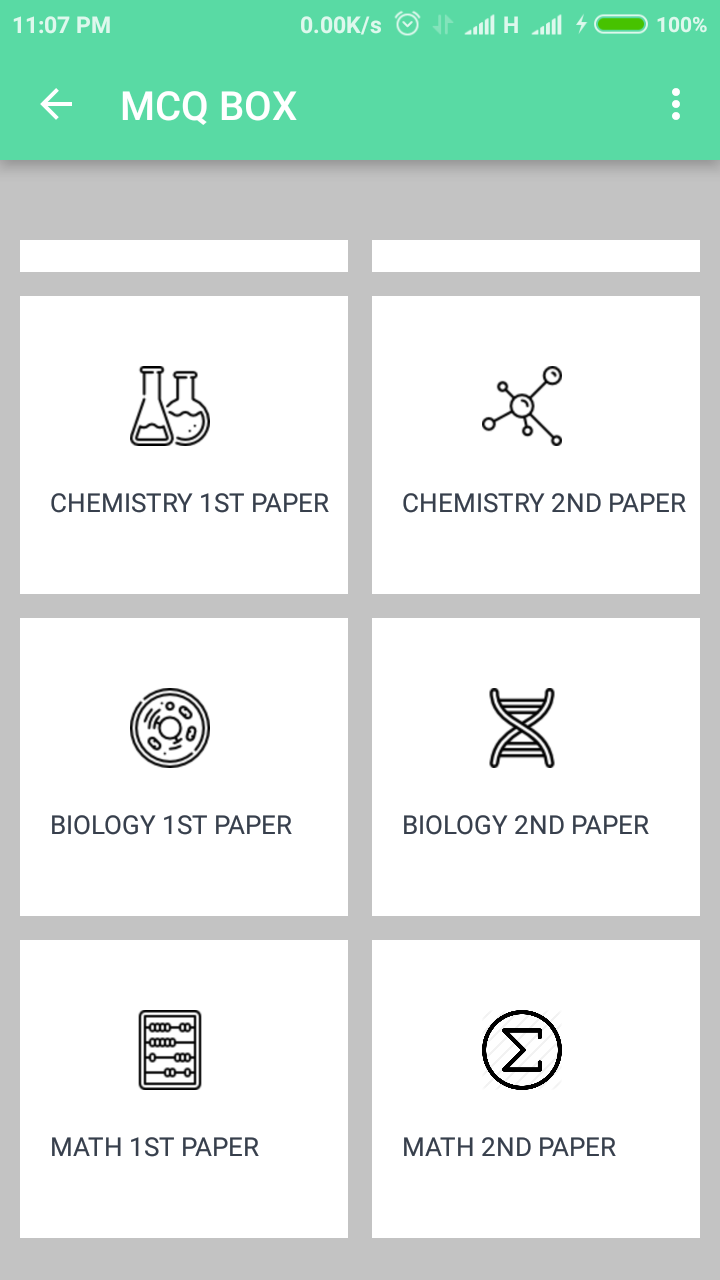 11:07 PM 0.00K/s H 100%
MCQ BOX
CHEMISTRY 1ST PAPER
CHEMISTRY 2ND PAPER
BIOLOGY 1ST PAPER
BIOLOGY 2ND PAPER
MATH 1ST PAPER
MATH 2ND PAPER